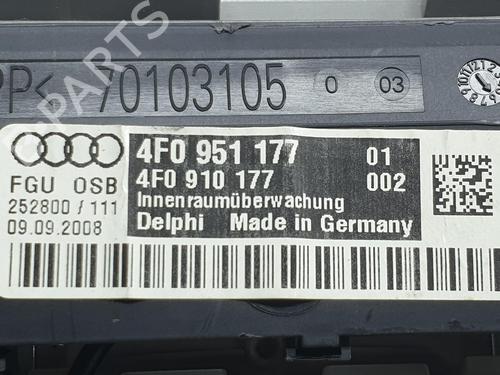 PP< 70103105 0 03
4F0 951 177 01
4F0 910 177 002
Innenraumüberwachung
Delphi Made in Germany
FGU OSB
252800 / 111
09.09.2008
PARTS